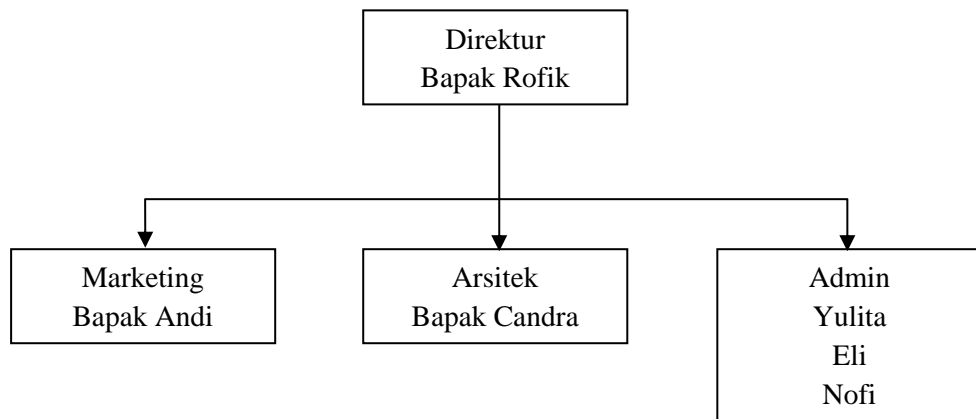 Direktur
Bapak Rofik
Marketing
Bapak Andi
Arsitek
Bapak Candra
Admin
Yulita
Eli
Nofi